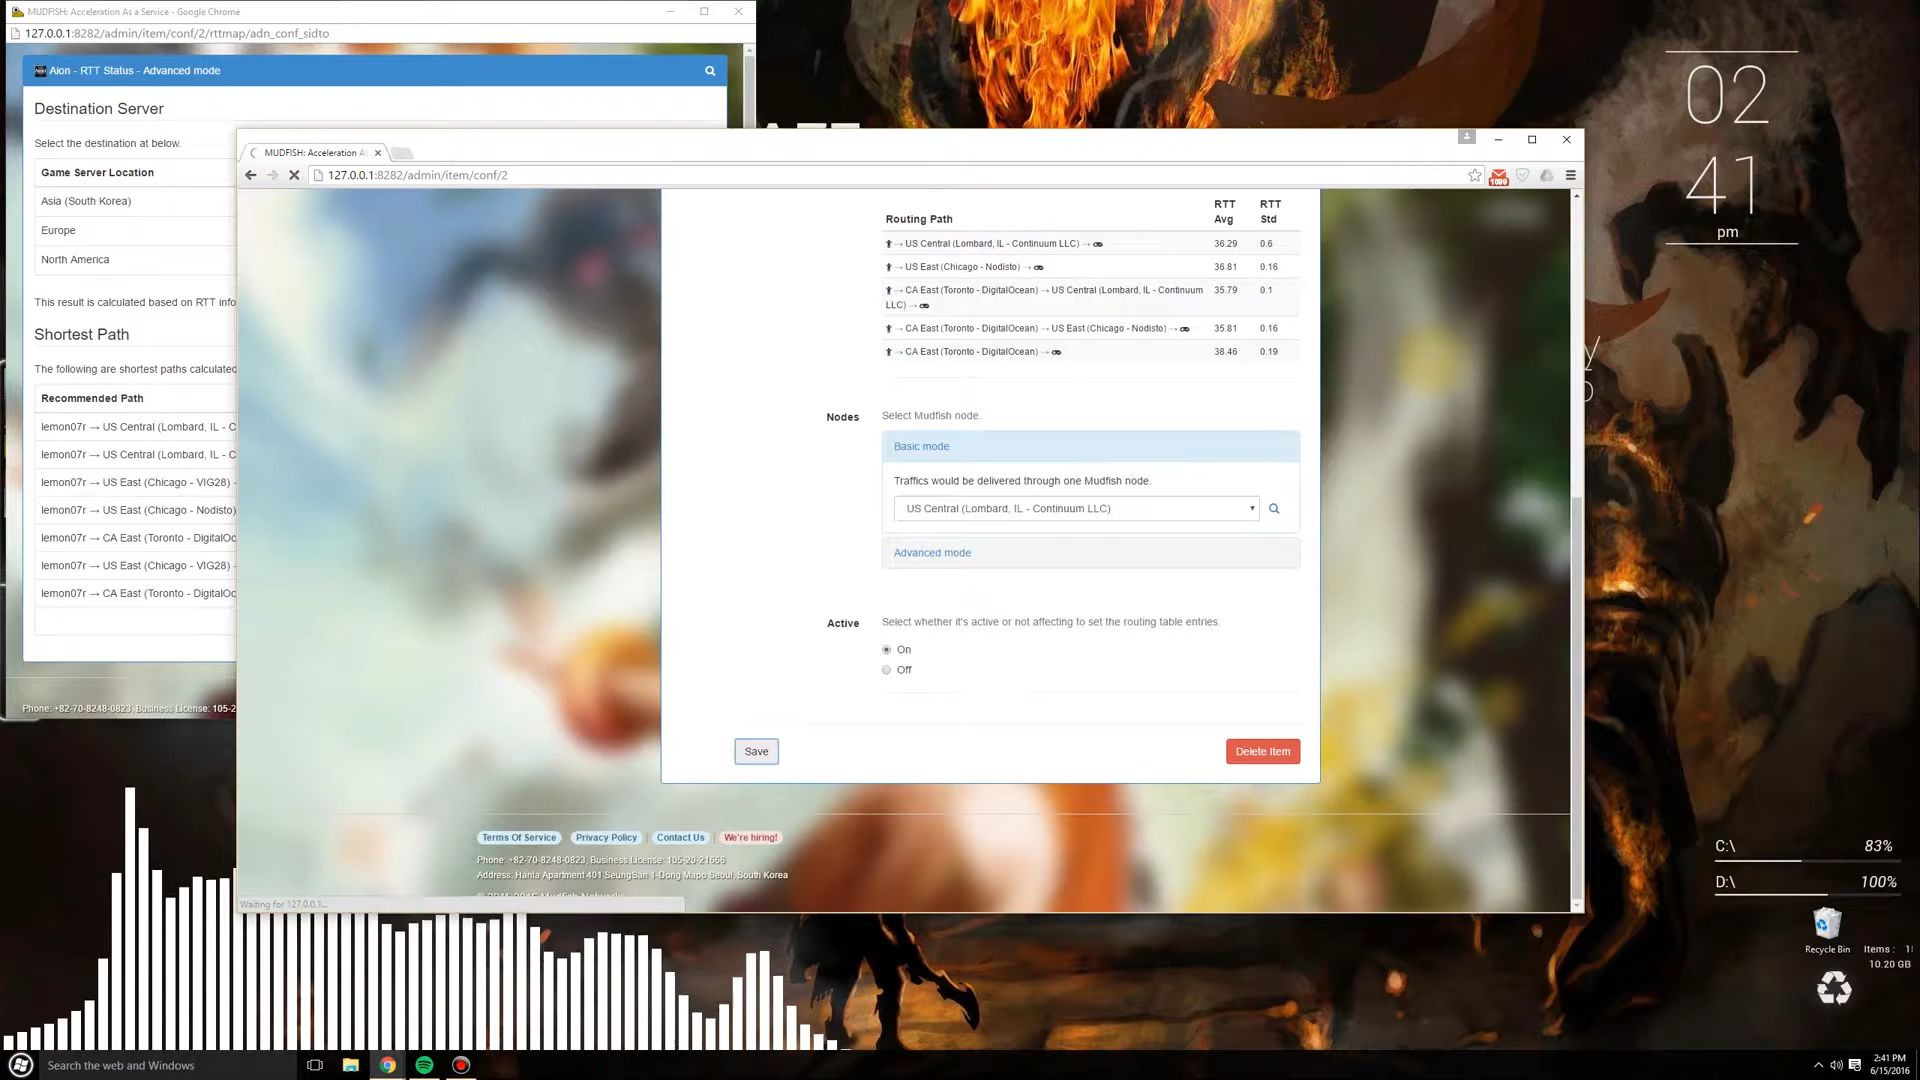 MUDFISH: Acceleration As a Service - Google Chrome
127.0.0.1:8282/admin/item/conf/2/rttmap/adn_conf_sidto
Aion - RTT Status - Advanced mode
Destination Server
Select the destination at below.
Game Server Location
Asia (South Korea)
Europe
North America
This result is calculated based on RTT info
Shortest Path
The following are shortest paths calculated
Recommended Path
lemon07r → US Central (Lombard, IL - C
lemon07r → US Central (Lombard, IL - C
lemon07r → US East (Chicago - VIG28)
lemon07r → US East (Chicago - Nodisto)
lemon07r → CA East (Toronto - DigitalOc
lemon07r → US East (Chicago - VIG28)
lemon07r → CA East (Toronto - DigitalOc
Phone: +82-70-8248-0823, Business License: 105-2
MUDFISH: Acceleration A
127.0.0.1:8282/admin/item/conf/2
1099
Routing Path RTT Avg RTT Std
→ US Central (Lombard, IL - Continuum LLC) → 36.29 0.6
→ US East (Chicago - Nodisto) → 36.81 0.16
→ CA East (Toronto - DigitalOcean) → US Central (Lombard, IL - Continuum 35.79 0.1
LLC) →
→ CA East (Toronto - DigitalOcean) → US East (Chicago - Nodisto) → 35.81 0.16
→ CA East (Toronto - DigitalOcean) → 38.46 0.19
Nodes Select Mudfish node.
Basic mode
Traffics would be delivered through one Mudfish node.
US Central (Lombard, IL - Continuum LLC)
Advanced mode
Active Select whether it's active or not affecting to set the routing table entries.
On
Off
Save Delete Item
Terms Of Service | Privacy Policy | Contact Us | We're hiring!
Phone: +82-70-8248-0823, Business License: 105-20-21666
Address: Hanla Apartment 401 SeungSan 1-Dong Mapo Seoul, South Korea
Waiting for 127.0.0.1...
02
41
pm
C:\ 83%
D:\ 100%
Recycle Bin
Items : 1
10.20 GB
Search the web and Windows
2:41 PM
6/15/2016